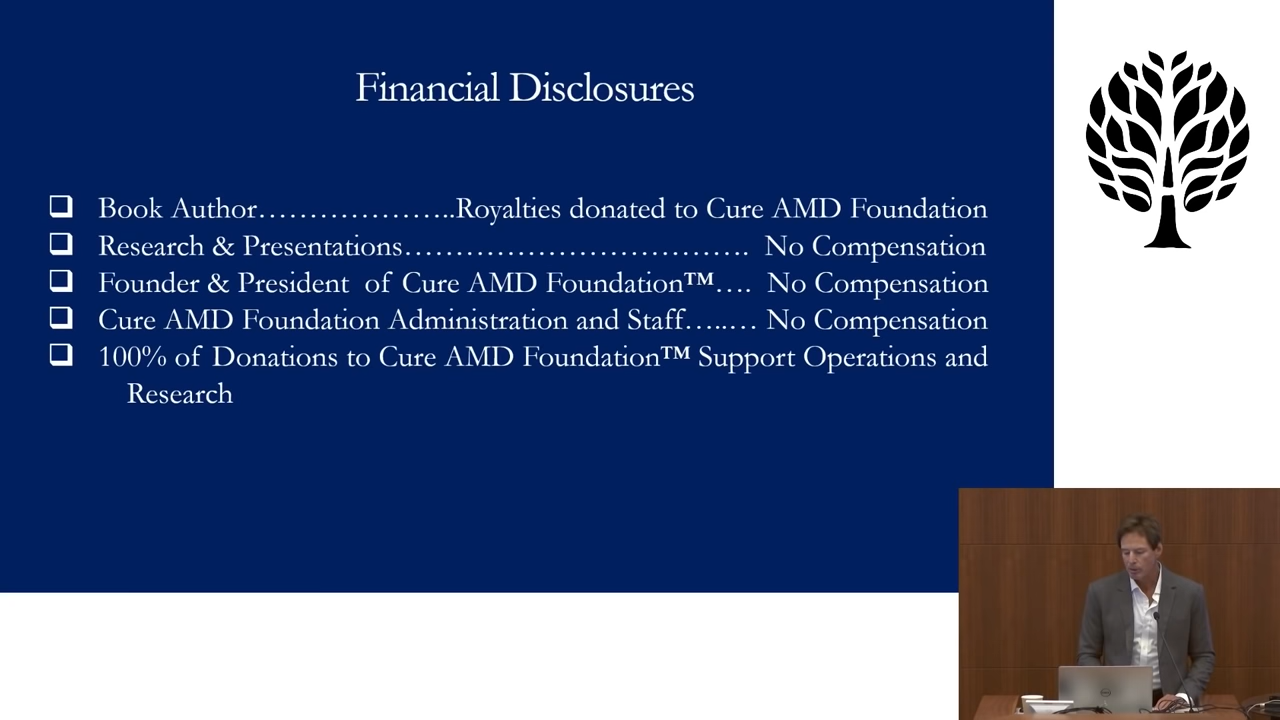 Financial Disclosures
❑ Book Author………………..Royalties donated to Cure AMD Foundation
❑ Research & Presentations……………………………. No Compensation
❑ Founder & President of Cure AMD Foundation™…. No Compensation
❑ Cure AMD Foundation Administration and Staff…..… No Compensation
❑ 100% of Donations to Cure AMD Foundation™ Support Operations and
Research